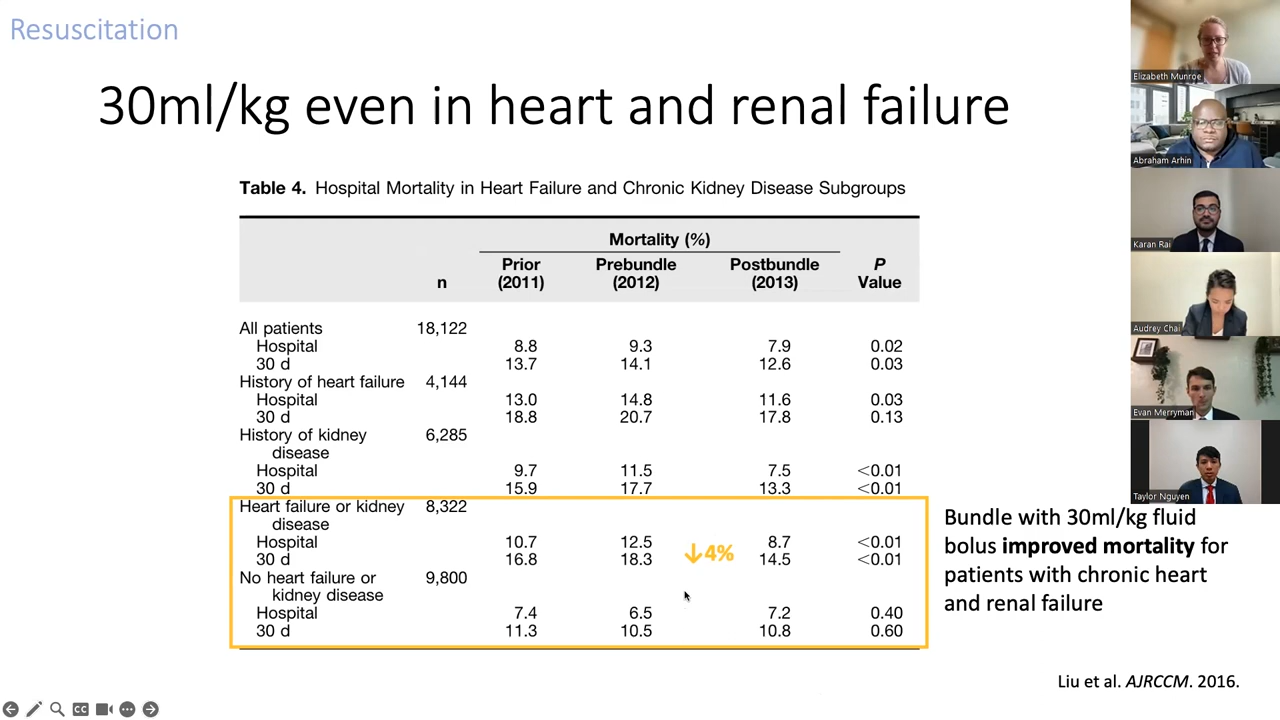 Resuscitation
30ml/kg even in heart and renal failure
Table 4. Hospital Mortality in Heart Failure and Chronic Kidney Disease Subgroups
Mortality (%)
n Prior (2011) Prebundle (2012) Postbundle (2013) P Value
All patients 18,122
Hospital 8.8 9.3 7.9 0.02
30 d 13.7 14.1 12.6 0.03
History of heart failure 4,144
Hospital 13.0 14.8 11.6 0.03
30 d 18.8 20.7 17.8 0.13
History of kidney disease 6,285
Hospital 9.7 11.5 7.5 <0.01
30 d 15.9 17.7 13.3 <0.01
Heart failure or kidney disease 8,322
Hospital 10.7 12.5 8.7 <0.01
30 d 16.8 18.3 14.5 <0.01
↓4%
No heart failure or kidney disease 9,800
Hospital 7.4 6.5 7.2 0.40
30 d 11.3 10.5 10.8 0.60
Elizabeth Munroe
Abraham Arhin
Karan Rai
Audrey Chai
Evan Merryman
Taylor Nguyen
Bundle with 30ml/kg fluid
bolus improved mortality for
patients with chronic heart
and renal failure
Liu et al. AJRCCM. 2016.
CC